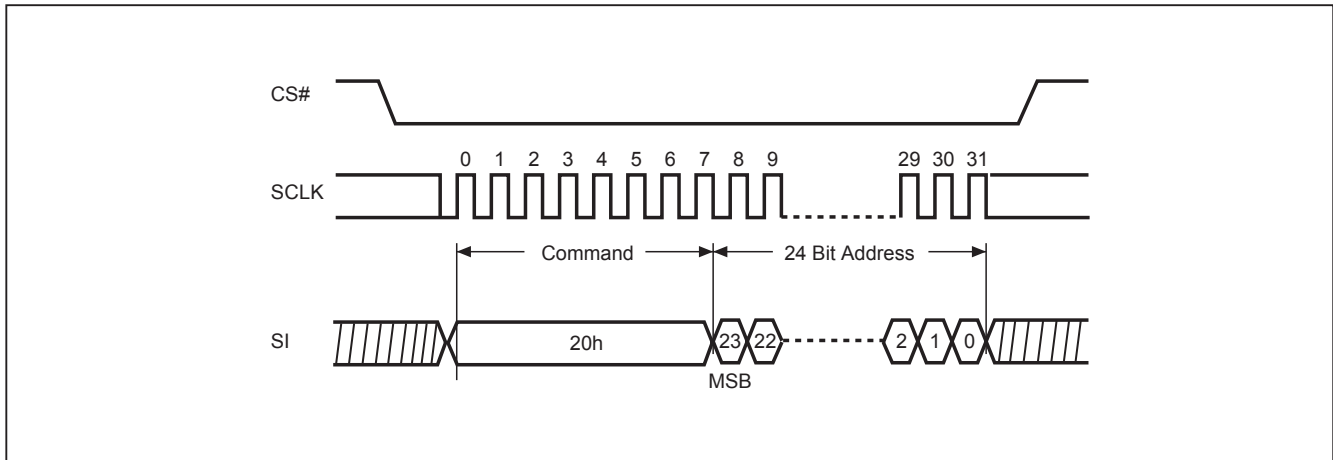 CS#
0 1 2 3 4 5 6 7 8 9 29 30 31
SCLK
Command 24 Bit Address
SI 20h 23 22 2 1 0
MSB